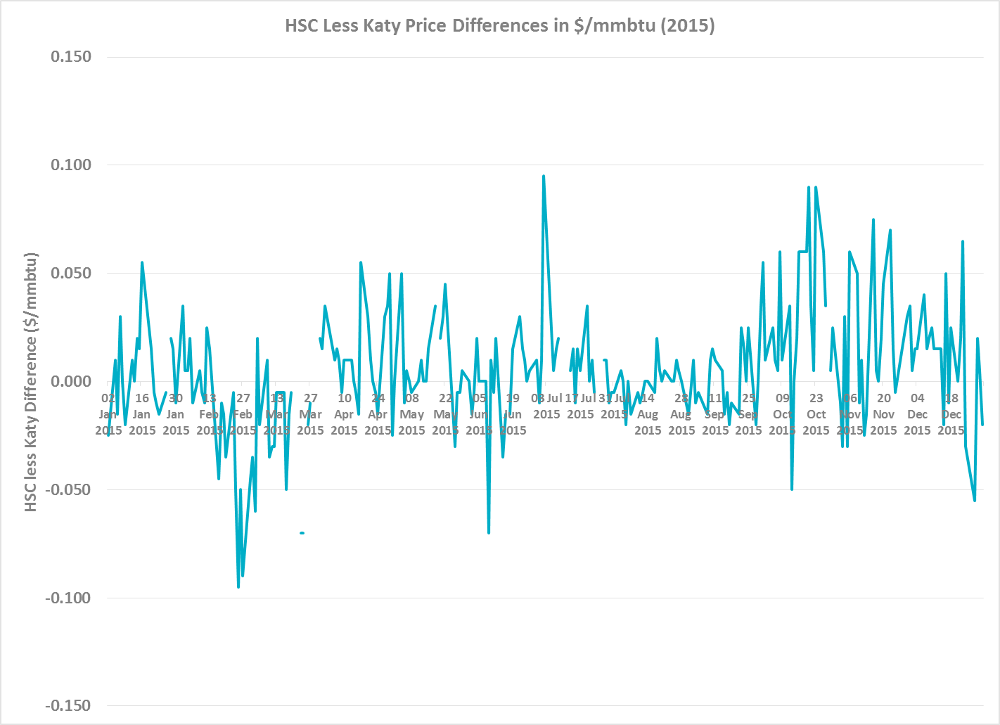 HSC Less Katy Price Differences in $/mmbtu (2015)
HSC less Katy Difference ($/mmbtu)
0.150
0.100
0.050
0.000
-0.050
-0.100
-0.150
02
Jan
2015
16
Jan
2015
30
Jan
2015
13
Feb
2015
27
Feb
2015
13
Mar
2015
27
Mar
2015
10
Apr
2015
24
Apr
2015
08
May
2015
22
May
2015
05
Jun
2015
19
Jun
2015
03 Jul
2015
17 Jul
2015
31 Jul
2015
14
Aug
2015
28
Aug
2015
11
Sep
2015
25
Sep
2015
09
Oct
2015
23
Oct
2015
06
Nov
2015
20
Nov
2015
04
Dec
2015
18
Dec
2015